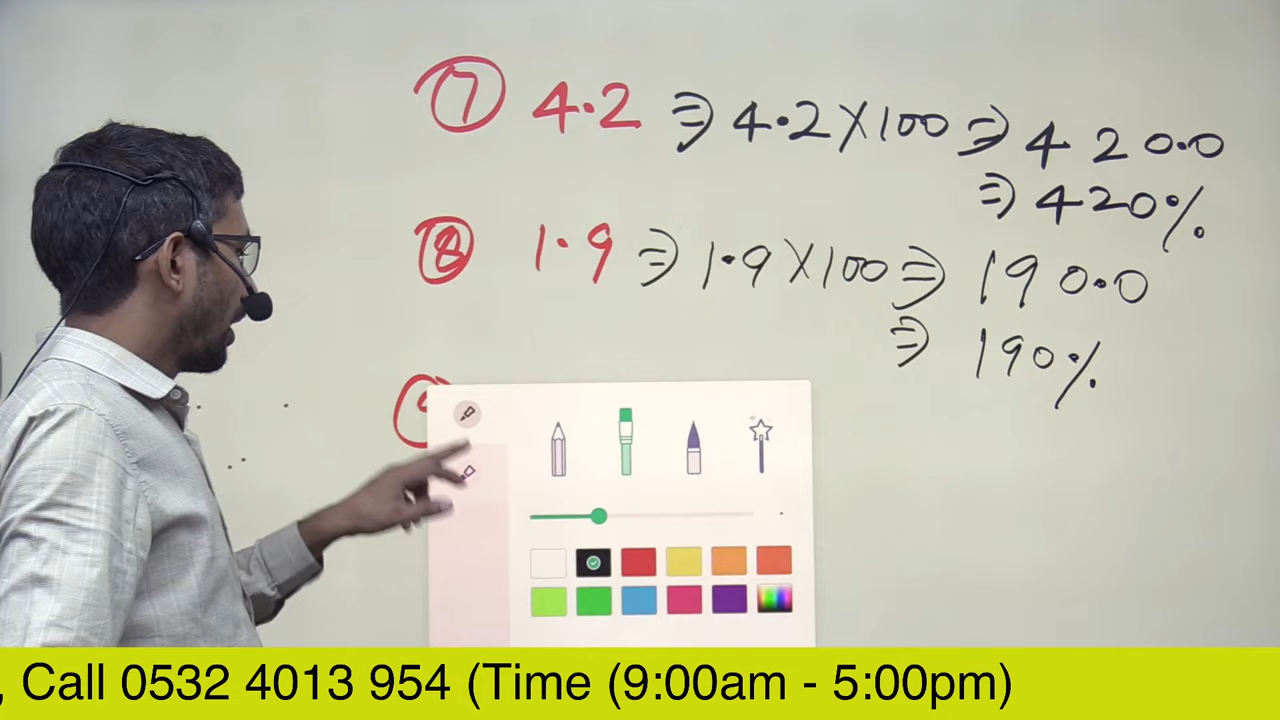 ⑦ 4.2 ⇒ 4.2 × 100 ⇒ 420.0
⇒ 420%
⑧ 1.9 ⇒ 1.9 × 100 ⇒ 190.0
⇒ 190%
, Call 0532 4013 954 (Time (9:00am - 5:00pm)